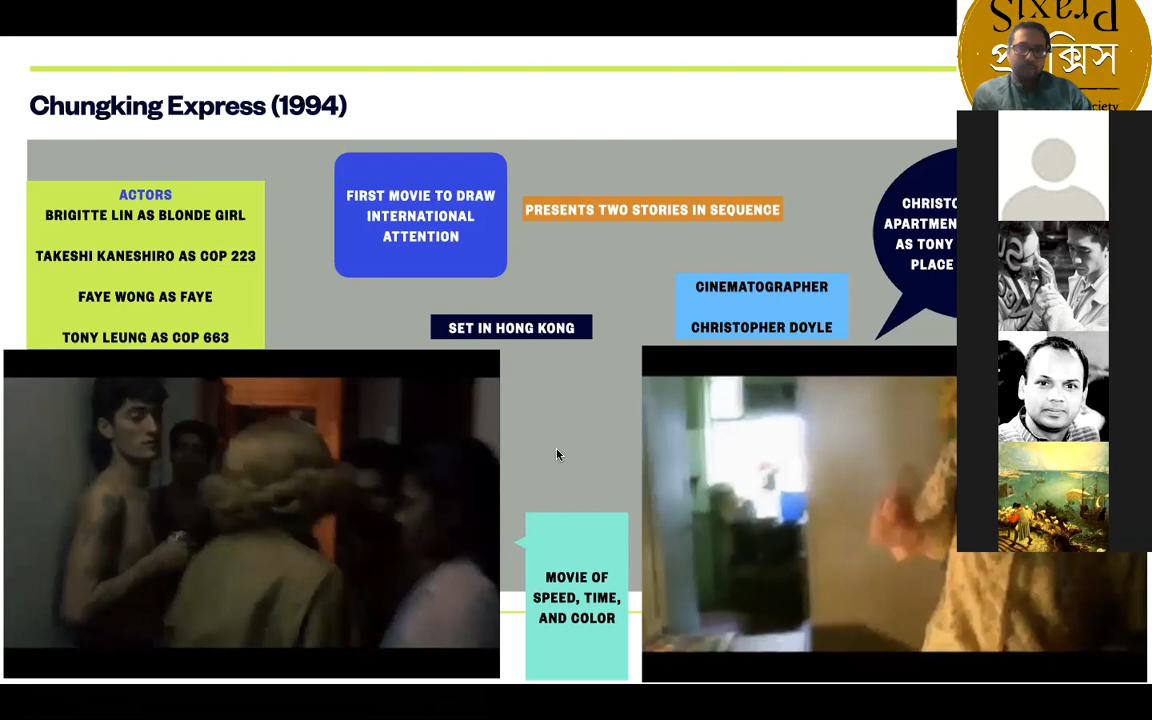 Chungking Express (1994)
ACTORS
BRIGITTE LIN AS BLONDE GIRL
TAKESHI KANESHIRO AS COP 223
FAYE WONG AS FAYE
TONY LEUNG AS COP 663
FIRST MOVIE TO DRAW
INTERNATIONAL
ATTENTION
PRESENTS TWO STORIES IN SEQUENCE
SET IN HONG KONG
CINEMATOGRAPHER
CHRISTOPHER DOYLE
CHRISTO
APARTMEN
AS TONY
PLACE
MOVIE OF
SPEED, TIME,
AND COLOR
Praxis
প্র্যাক্সিস
ciety